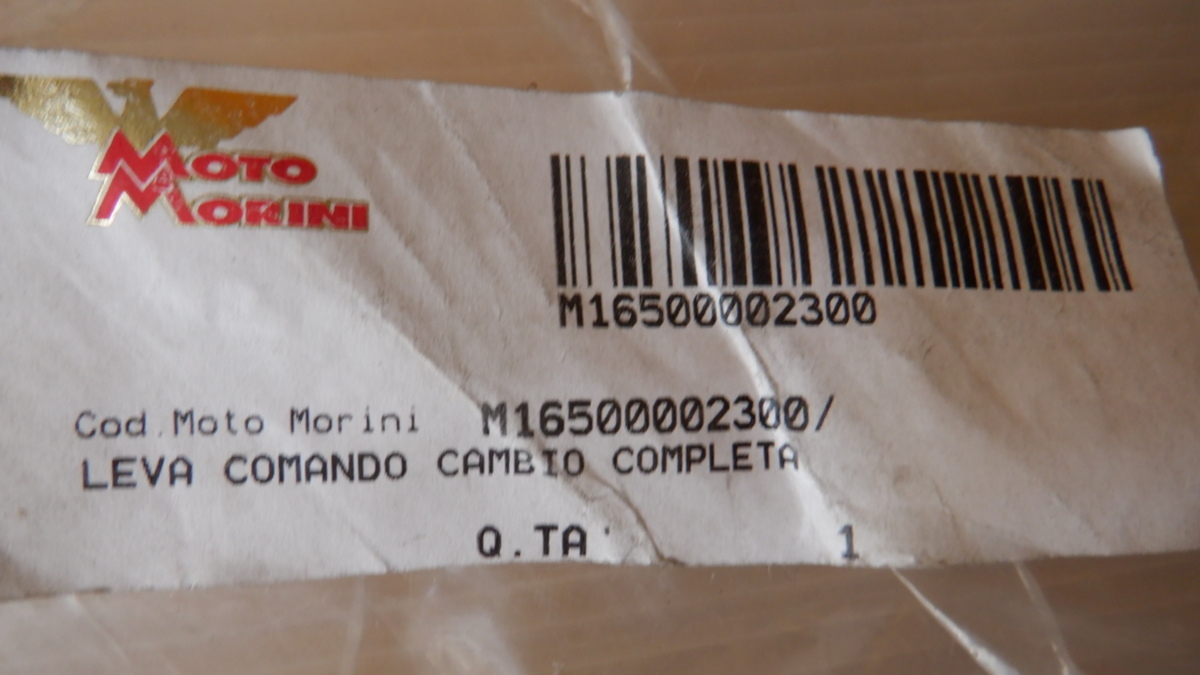 MOTO
MORINI
M16500002300
Cod.Moto Morini M16500002300/
LEVA COMANDO CAMBIO COMPLETA
Q.TA' 1